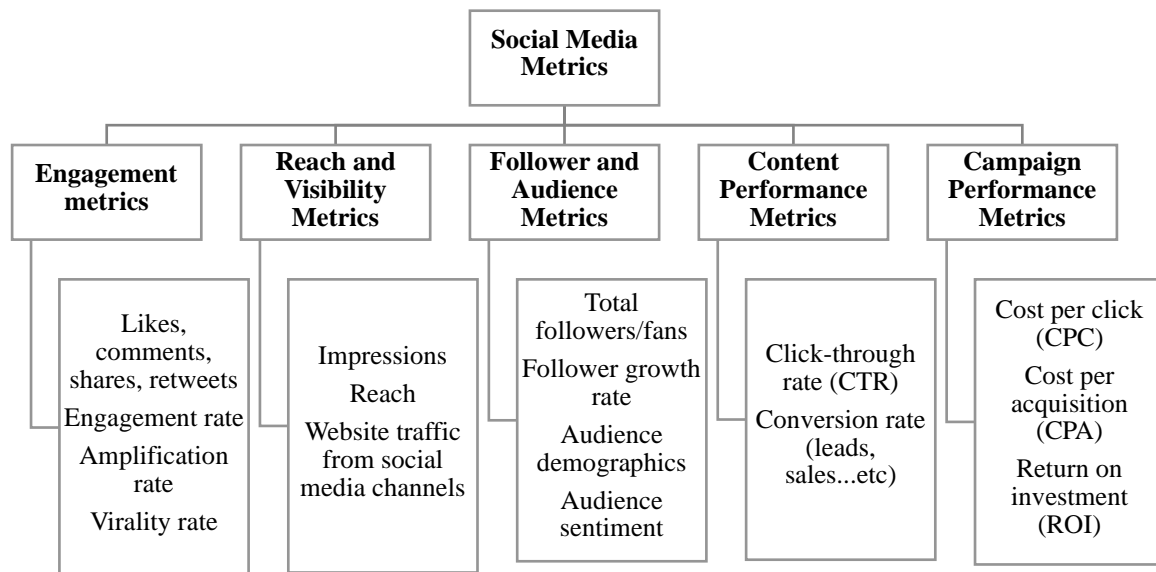 Social Media
Metrics
Engagement
metrics
Reach and
Visibility
Metrics
Follower and
Audience
Metrics
Content
Performance
Metrics
Campaign
Performance
Metrics
Likes,
comments,
shares, retweets
Engagement rate
Amplification
rate
Virality rate
Impressions
Reach
Website traffic
from social
media channels
Total
followers/fans
Follower growth
rate
Audience
demographics
Audience
sentiment
Click-through
rate (CTR)
Conversion rate
(leads,
sales...etc)
Cost per click
(CPC)
Cost per
acquisition
(CPA)
Return on
investment
(ROI)